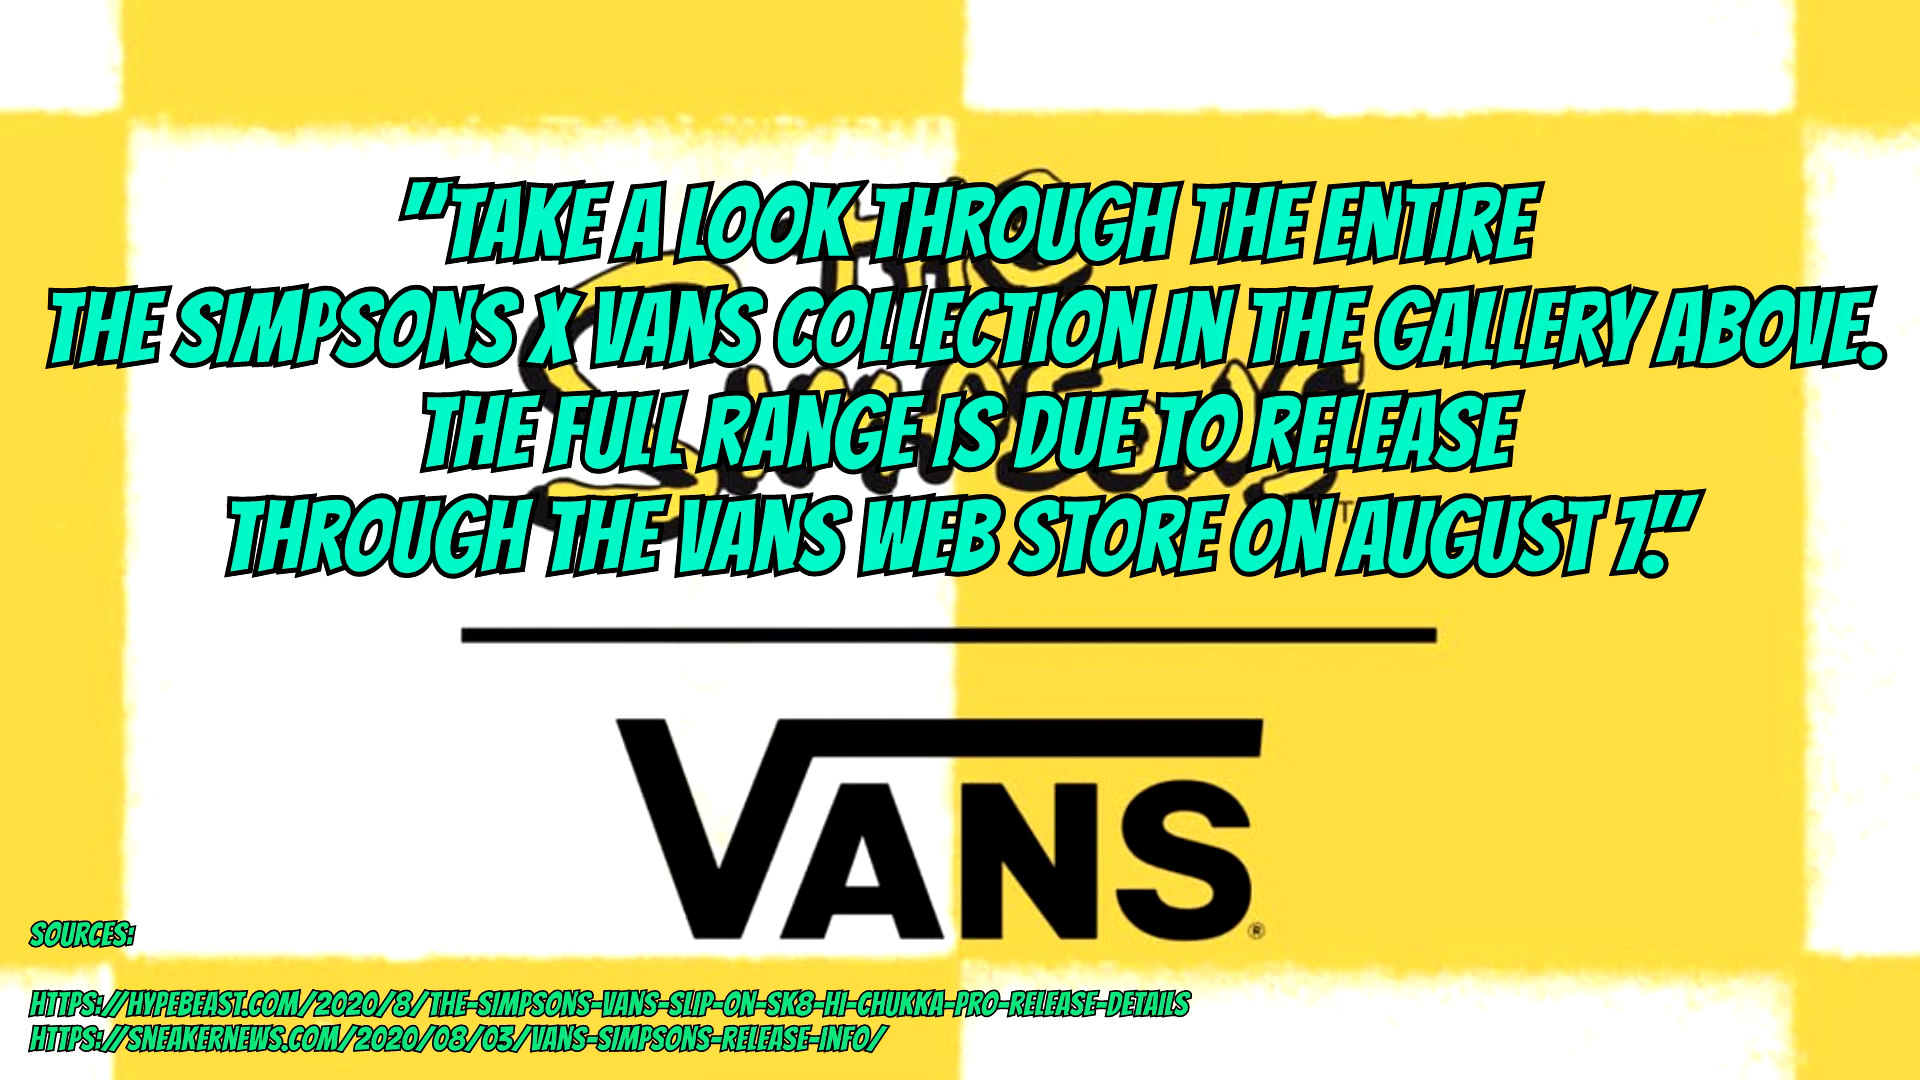 "TAKE A LOOK THROUGH THE ENTIRE
THE SIMPSONS X VANS COLLECTION IN THE GALLERY ABOVE.
THE FULL RANGE IS DUE TO RELEASE
THROUGH THE VANS WEB STORE ON AUGUST 7."
THE
SIMPSONS
VANS®
SOURCES:
HTTPS://HYPEBEAST.COM/2020/8/THE-SIMPSONS-VANS-SLIP-ON-SK8-HI-CHUKKA-PRO-RELEASE-DETAILS
HTTPS://SNEAKERNEWS.COM/2020/08/03/VANS-SIMPSONS-RELEASE-INFO/